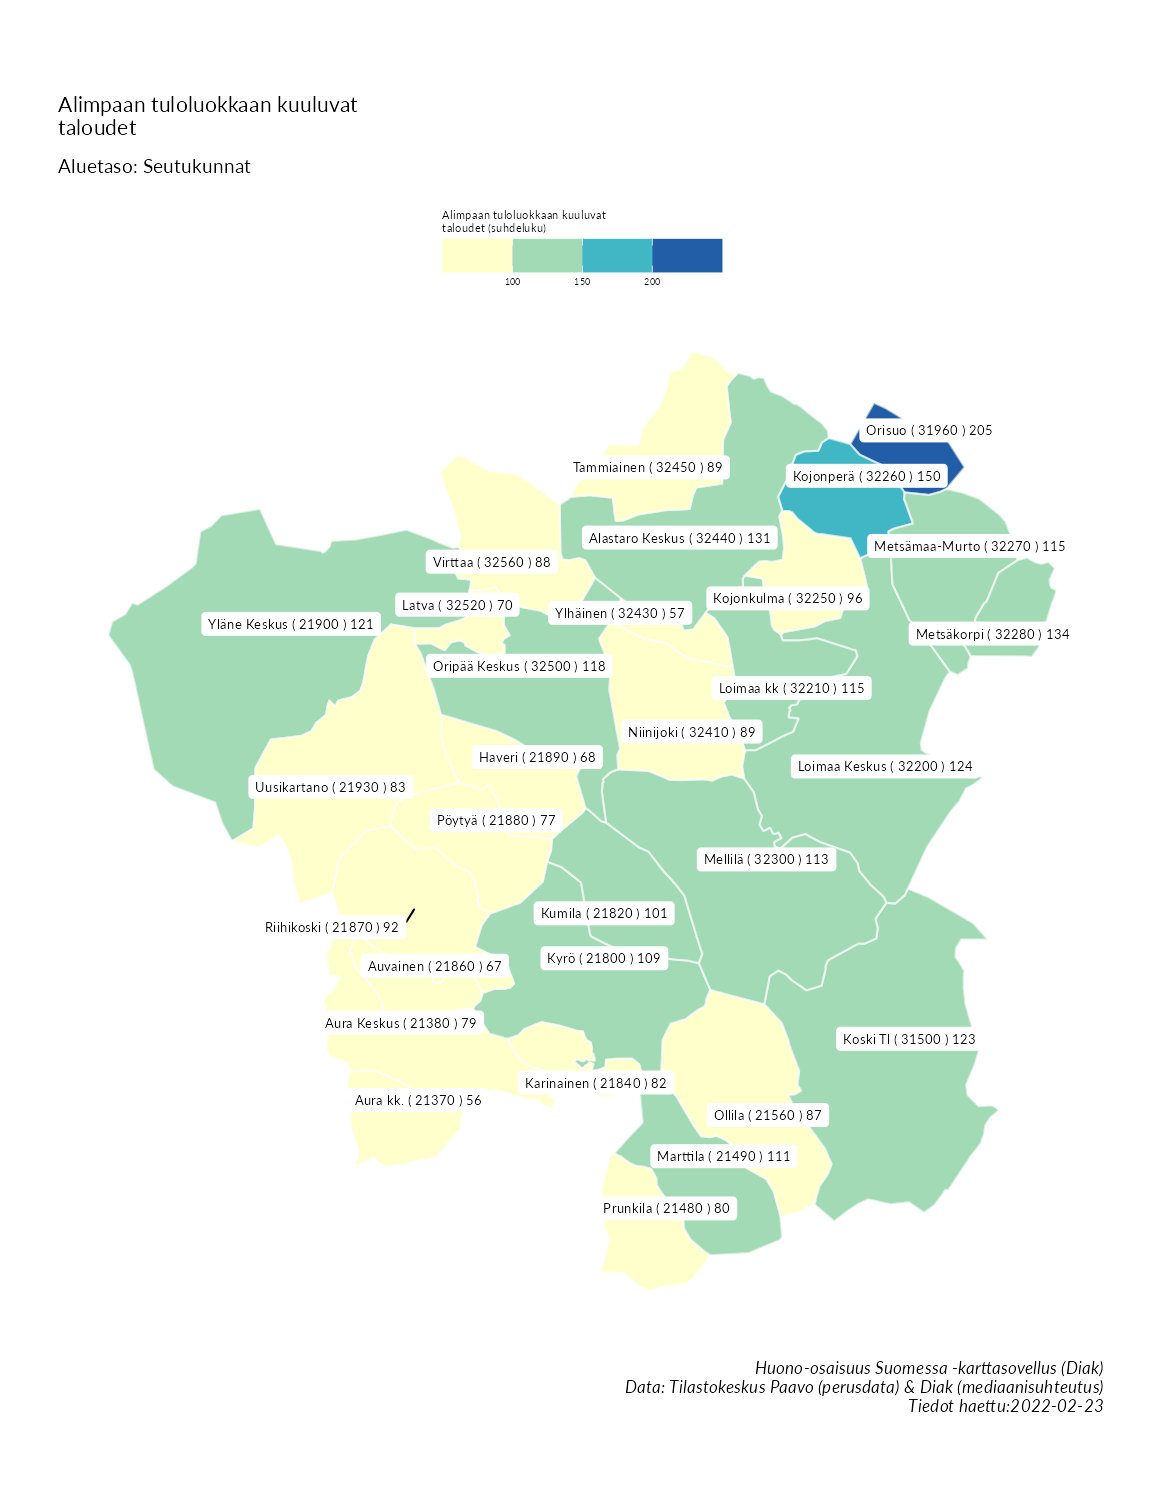 Alimpaan tuloluokkaan kuuluvat
taloudet
Aluetaso: Seutukunnat
Alimpaan tuloluokkaan kuuluvat
taloudet (suhdeluku)
100 150 200
Orisuo ( 31960 ) 205
Tammiainen ( 32450 ) 89
Kojonperä ( 32260 ) 150
Alastaro Keskus ( 32440 ) 131
Metsämaa-Murto ( 32270 ) 115
Virttaa ( 32560 ) 88
Kojonkulma ( 32250 ) 96
Latva ( 32520 ) 70
Ylhäinen ( 32430 ) 57
Yläne Keskus ( 21900 ) 121
Metsäkorpi ( 32280 ) 134
Oripää Keskus ( 32500 ) 118
Loimaa kk ( 32210 ) 115
Niinijoki ( 32410 ) 89
Haveri ( 21890 ) 68
Loimaa Keskus ( 32200 ) 124
Uusikartano ( 21930 ) 83
Pöytyä ( 21880 ) 77
Mellilä ( 32300 ) 113
Kumila ( 21820 ) 101
Riihikoski ( 21870 ) 92
Kyrö ( 21800 ) 109
Auvainen ( 21860 ) 67
Aura Keskus ( 21380 ) 79
Koski Tl ( 31500 ) 123
Karinainen ( 21840 ) 82
Aura kk. ( 21370 ) 56
Ollila ( 21560 ) 87
Marttila ( 21490 ) 111
Prunkila ( 21480 ) 80
Huono-osaisuus Suomessa -karttasovellus (Diak)
Data: Tilastokeskus Paavo (perusdata) & Diak (mediaanisuhteutus)
Tiedot haettu:2022-02-23